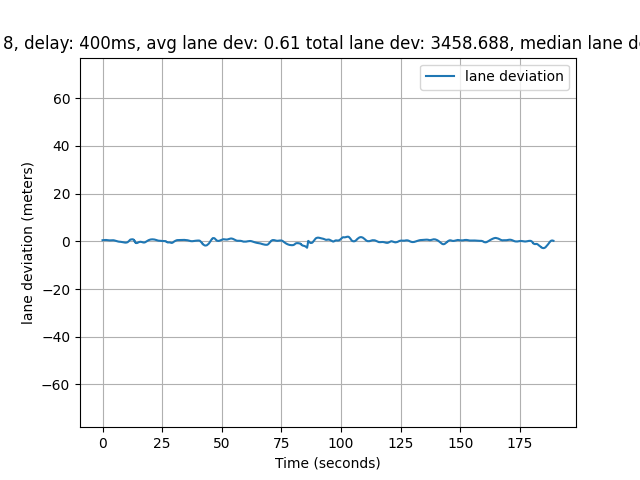 8, delay: 400ms, avg lane dev: 0.61 total lane dev: 3458.688, median lane
lane deviation
60
40
20
0
−20
−40
−60
lane deviation (meters)
0 25 50 75 100 125 150 175
Time (seconds)